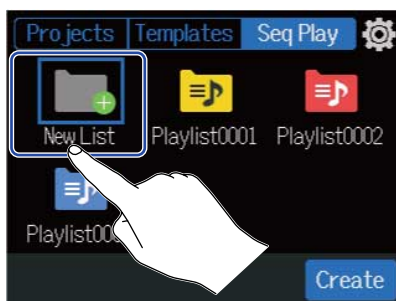 Projects Templates Seq Play
New List Playlist0001 Playlist0002
Create